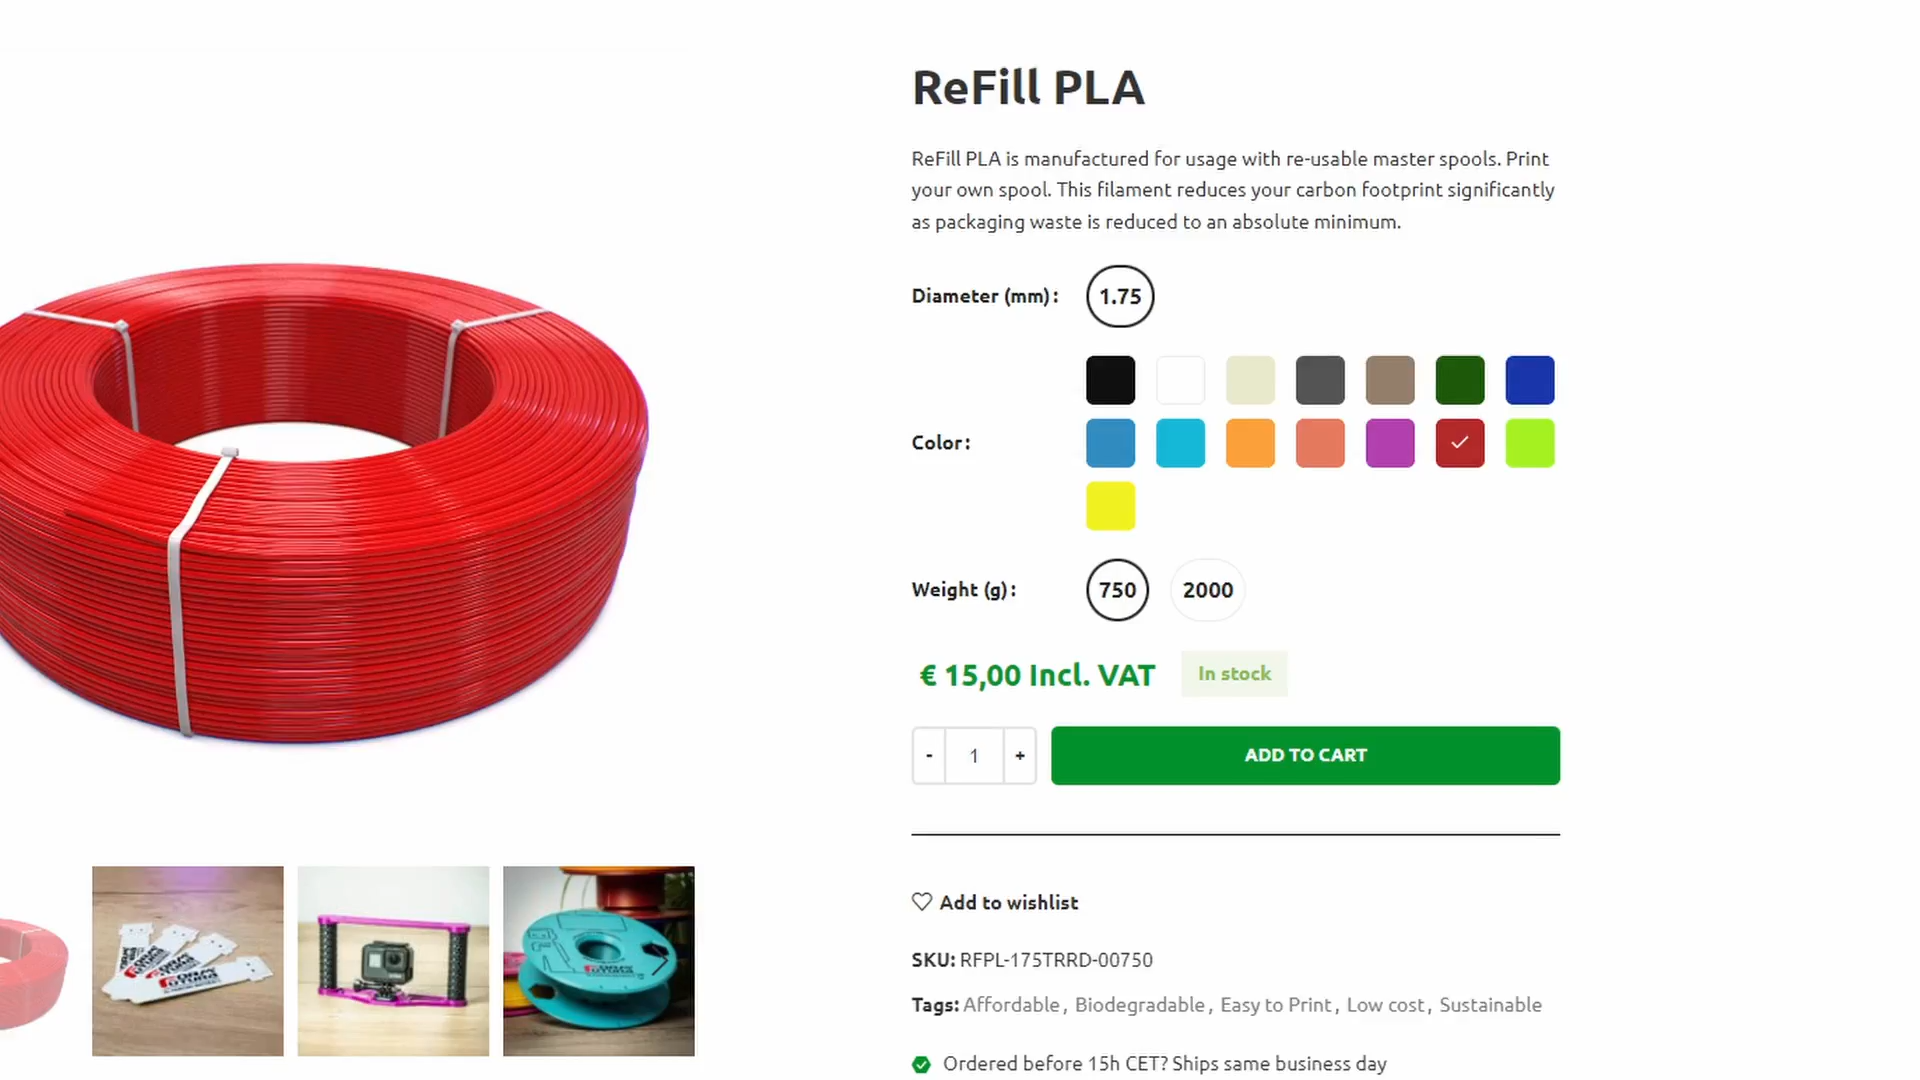 ReFill PLA
ReFill PLA is manufactured for usage with re-usable master spools. Print
your own spool. This filament reduces your carbon footprint significantly
as packaging waste is reduced to an absolute minimum.
Diameter (mm): 1.75
Color:
Weight (g): 750 2000
€ 15,00 Incl. VAT In stock
- 1 + ADD TO CART
Add to wishlist
SKU: RFPL-175TRRD-00750
Tags: Affordable, Biodegradable, Easy to Print, Low cost, Sustainable
Ordered before 15h CET? Ships same business day